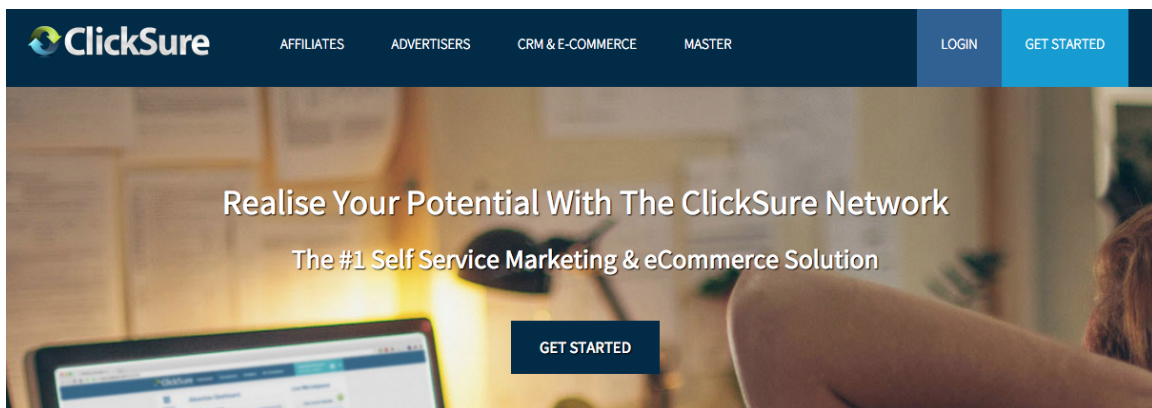 ClickSure
AFFILIATES
ADVERTISERS
CRM & E-COMMERCE
MASTER
LOGIN
GET STARTED
Realise Your Potential With The ClickSure Network
The #1 Self Service Marketing & eCommerce Solution
GET STARTED
ClickSure